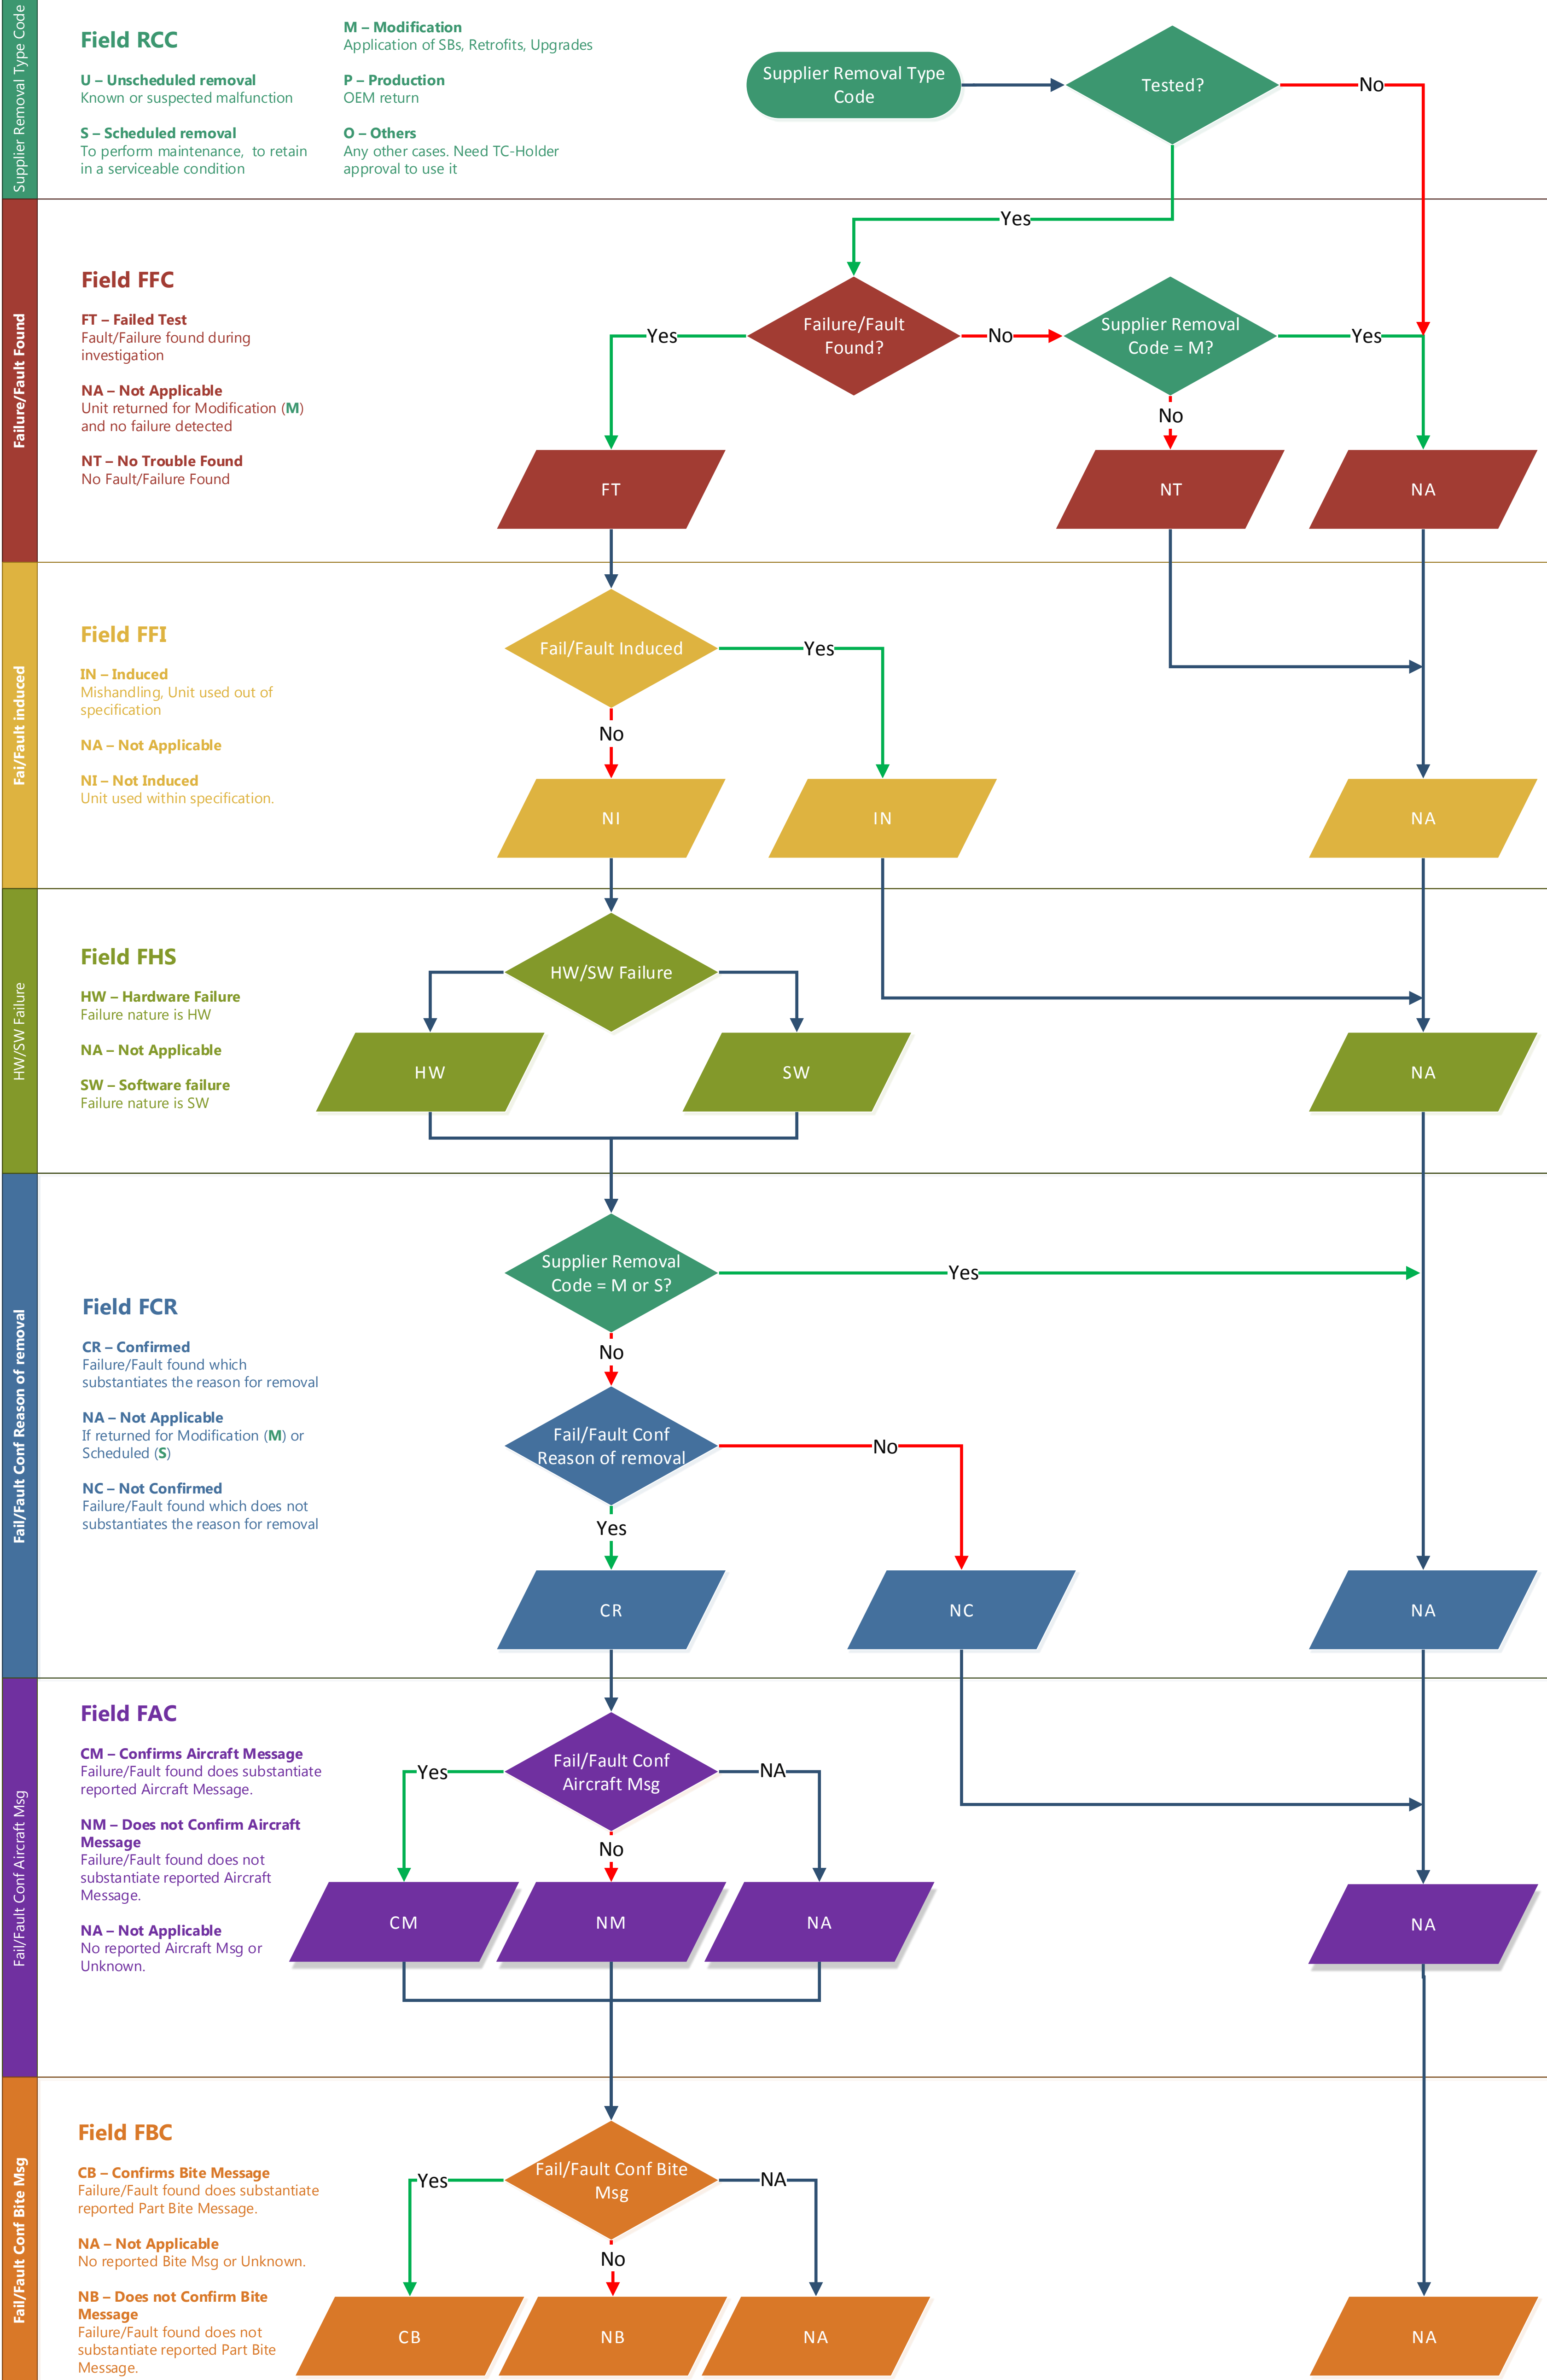 Supplier Removal Type Code
Field RCC
U – Unscheduled removal
Known or suspected malfunction
S – Scheduled removal
To perform maintenance, to retain
in a serviceable condition
M – Modification
Application of SBs, Retrofits, Upgrades
P – Production
OEM return
O – Others
Any other cases. Need TC-Holder
approval to use it
Supplier Removal Type
Code
Tested?
No
Yes
Failure/Fault Found
Field FFC
FT – Failed Test
Fault/Failure found during
investigation
NA – Not Applicable
Unit returned for Modification (M)
and no failure detected
NT – No Trouble Found
No Fault/Failure Found
Failure/Fault
Found?
Yes
No
Supplier Removal
Code = M?
Yes
No
FT
NT
NA
Fai/Fault induced
Field FFI
IN – Induced
Mishandling, Unit used out of
specification
NA – Not Applicable
NI – Not Induced
Unit used within specification.
Fail/Fault Induced
Yes
No
NI
IN
NA
HW/SW Failure
Field FHS
HW – Hardware Failure
Failure nature is HW
NA – Not Applicable
SW – Software failure
Failure nature is SW
HW/SW Failure
HW
SW
NA
Fail/Fault Conf Reason of removal
Field FCR
CR – Confirmed
Failure/Fault found which
substantiates the reason for removal
NA – Not Applicable
If returned for Modification (M) or
Scheduled (S)
NC – Not Confirmed
Failure/Fault found which does not
substantiates the reason for removal
Supplier Removal
Code = M or S?
Yes
No
Fail/Fault Conf
Reason of removal
No
Yes
CR
NC
NA
Fail/Fault Conf Aircraft Msg
Field FAC
CM – Confirms Aircraft Message
Failure/Fault found does substantiate
reported Aircraft Message.
NM – Does not Confirm Aircraft
Message
Failure/Fault found does not
substantiate reported Aircraft
Message.
NA – Not Applicable
No reported Aircraft Msg or
Unknown.
Fail/Fault Conf
Aircraft Msg
Yes
NA
No
CM
NM
NA
NA
Fail/Fault Conf Bite Msg
Field FBC
CB – Confirms Bite Message
Failure/Fault found does substantiate
reported Part Bite Message.
NA – Not Applicable
No reported Bite Msg or Unknown.
NB – Does not Confirm Bite
Message
Failure/Fault found does not
substantiate reported Part Bite
Message.
Fail/Fault Conf Bite
Msg
Yes
NA
No
CB
NB
NA
NA